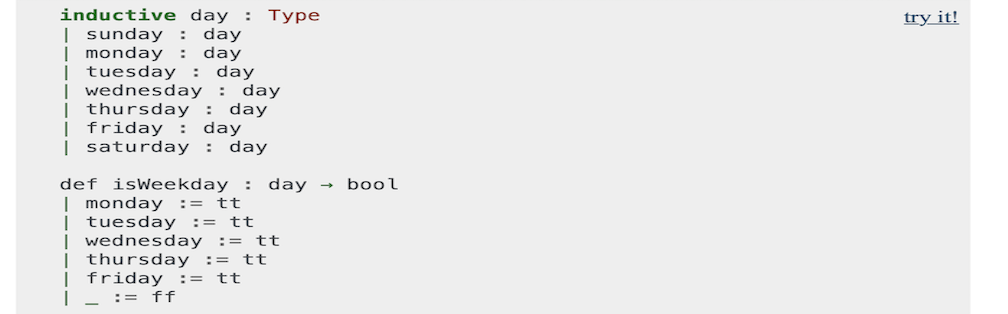 inductive day : Type
try it!
| sunday : day
| monday : day
| tuesday : day
| wednesday : day
| thursday : day
| friday : day
| saturday : day
def isWeekday : day → bool
| monday := tt
| tuesday := tt
| wednesday := tt
| thursday := tt
| friday := tt
| _ := ff